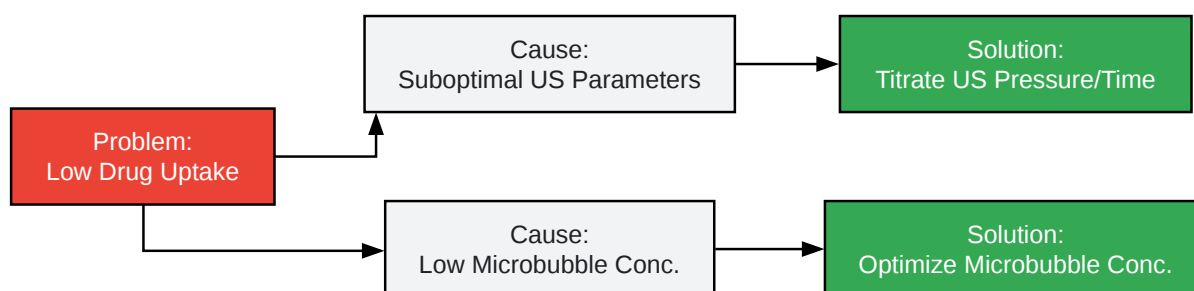 Cause:
Suboptimal US Parameters
Solution:
Titrate US Pressure/Time
Problem:
Low Drug Uptake
Cause:
Low Microbubble Conc.
Solution:
Optimize Microbubble Conc.